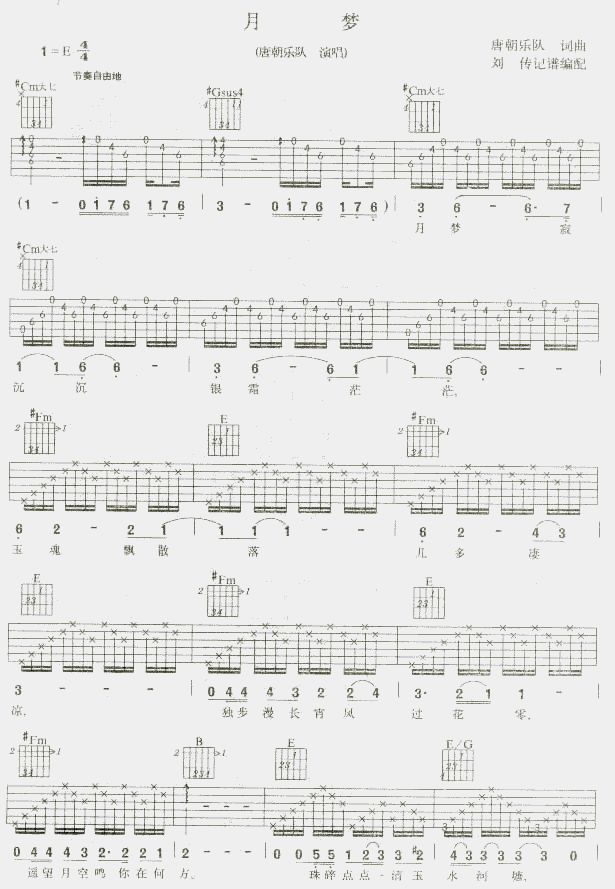 月 梦
1=E 4/4
(唐朝乐队 演唱)
唐朝乐队 词曲
刘 传记谱编配
节奏自由地
#Cm大七 #Gsus4 #Cm大七
(1 - 0176 176 3 - 0176 176) 3 6 - 6· 7
月 梦 寂
#Cm大七
1 1 6 6 - 3 6 - 6 1 1 6 6 -
沉 沉 银 霜 茫 茫,
#Fm E #Fm
6 2 - 2 1 1 1 1 - 6 2 - 4 3
玉 魂 飘 散 落 几 多 凄
E #Fm E
3 - - - 0 4 4 4 3 2 2 4 3· 2 1 1 -
凉, 独 步 漫 长 宵 风 过 花 零,
#Fm B E E/G
0 4 4 4 3 2· 2 2 1 2 - - - 0 0 5 5 1 2 3 3 #2 3 3 3 0
遥 望 月 空 鸣 你 在 何 方。 珠 碎 点 点 清 玉 水 河 塘,